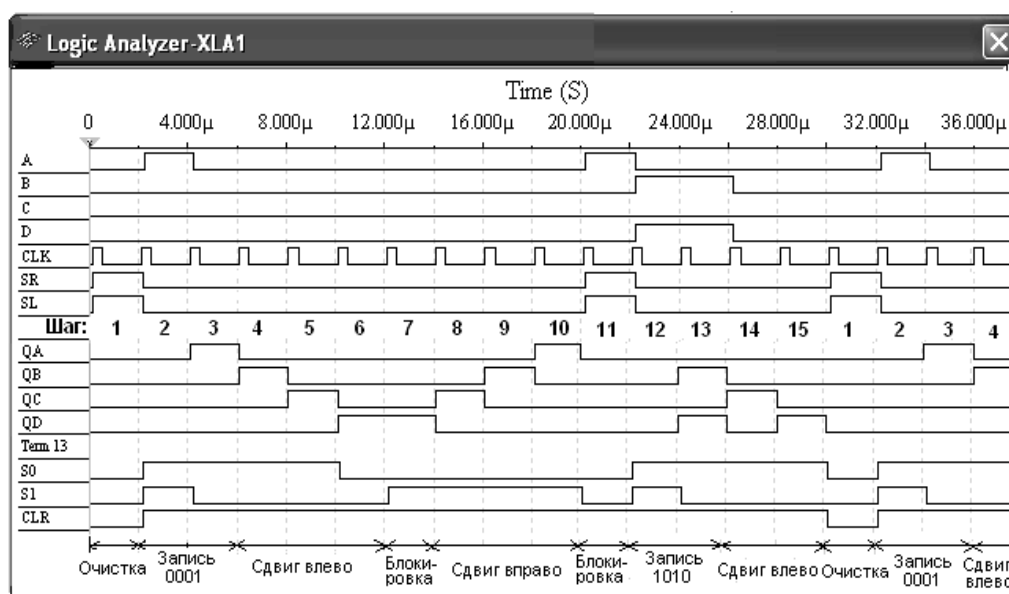 Logic Analyzer-XLA1
Time (S)
0 4.000µ 8.000µ 12.000µ 16.000µ 20.000µ 24.000µ 28.000µ 32.000µ 36.000µ
A
B
C
D
CLK
SR
SL
Шаг: 1 2 3 4 5 6 7 8 9 10 11 12 13 14 15 1 2 3 4
QA
QB
QC
QD
Term 13
S0
S1
CLR
Очистка
Запись
0001
Сдвиг влево
Блоки-
ровка
Сдвиг вправо
Блоки-
ровка
Запись
1010
Сдвиг влево
Очистка
Запись
0001
Сдвиг
влево